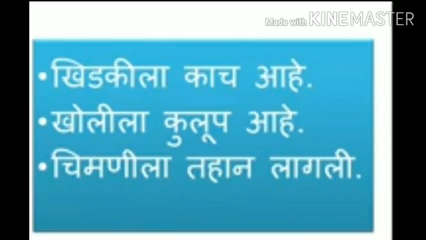 Made with KINEMASTER
•खिडकीला काच आहे.
•खोलीला कुलूप आहे.
•चिमणीला तहान लागली.